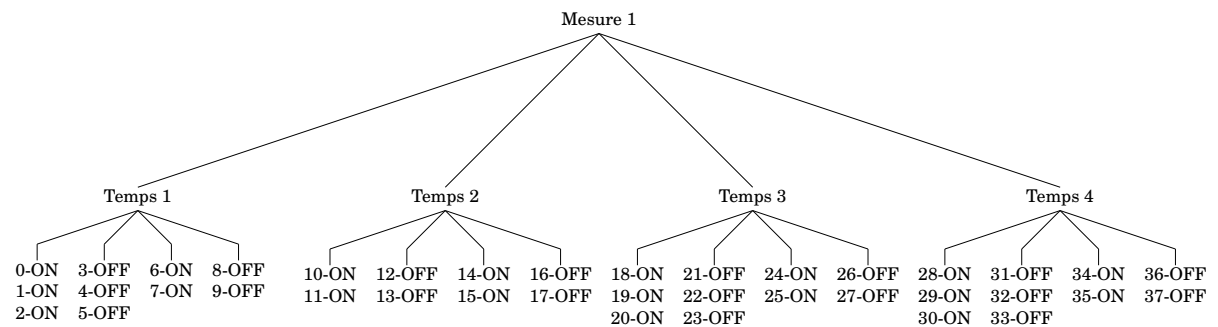 Mesure 1
Temps 1 Temps 2 Temps 3 Temps 4
0-ON 3-OFF 6-ON 8-OFF 10-ON 12-OFF 14-ON 16-OFF 18-ON 21-OFF 24-ON 26-OFF 28-ON 31-OFF 34-ON 36-OFF
1-ON 4-OFF 7-ON 9-OFF 11-ON 13-OFF 15-ON 17-OFF 19-ON 22-OFF 25-ON 27-OFF 29-ON 32-OFF 35-ON 37-OFF
2-ON 5-OFF 20-ON 23-OFF 30-ON 33-OFF